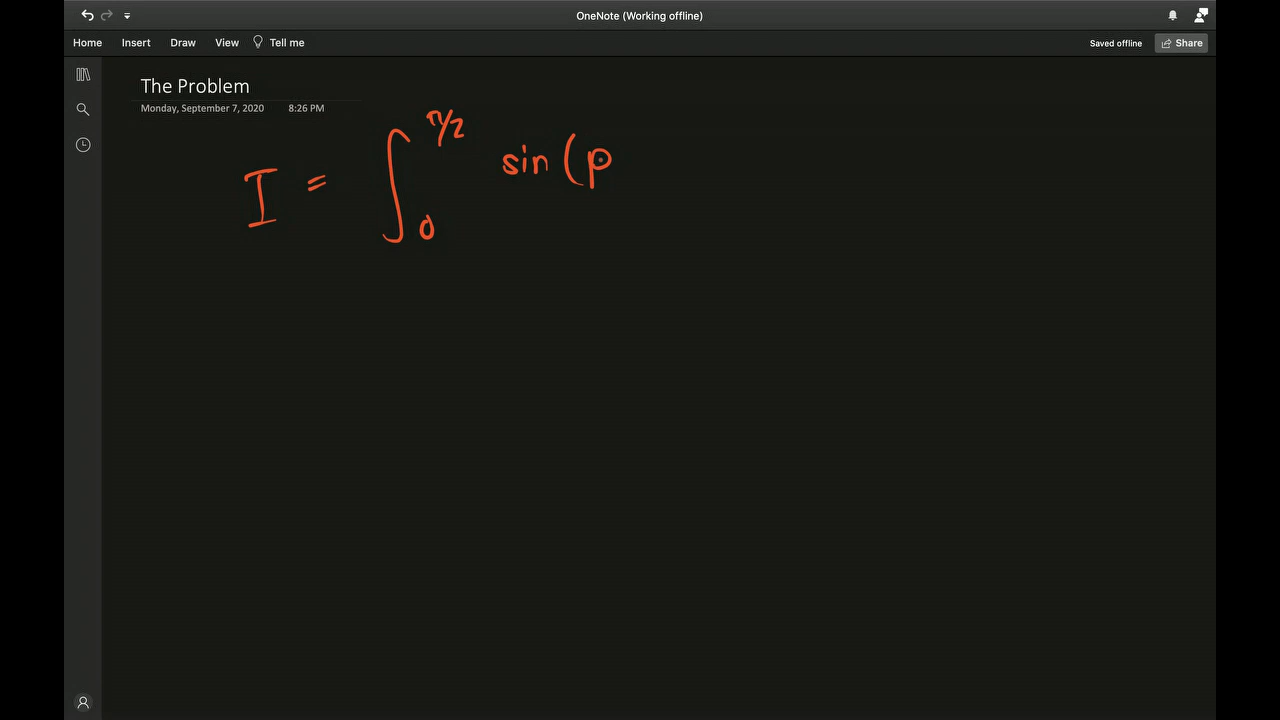 OneNote (Working offline)
Home Insert Draw View Tell me Saved offline Share
The Problem
Monday, September 7, 2020 8:26 PM
I = ∫₀^π/2 sin (p